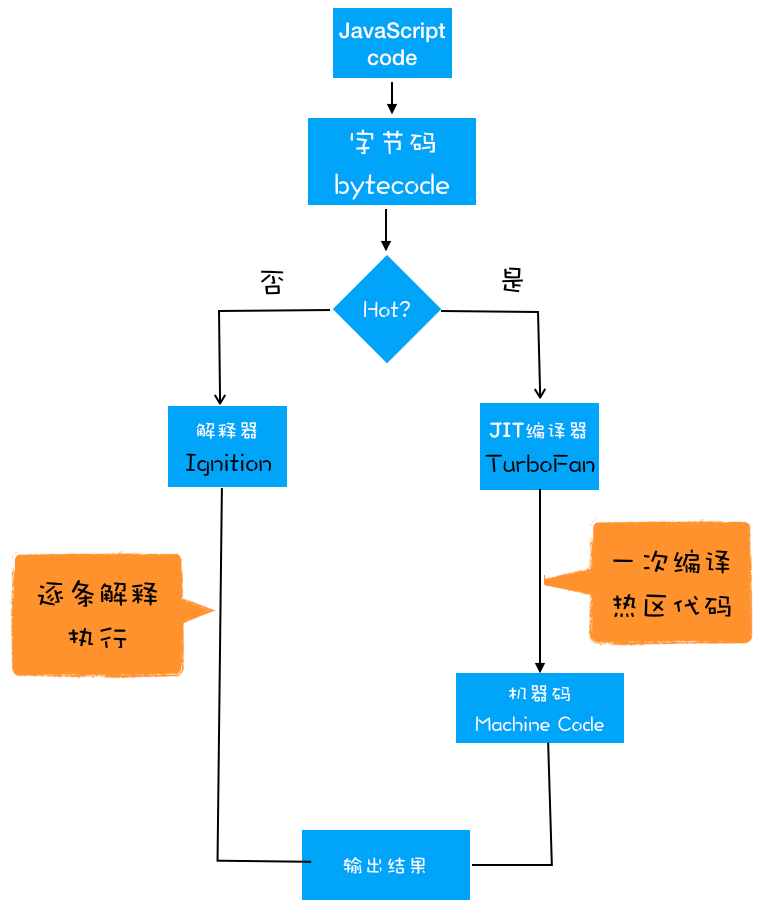 JavaScript
code
字节码
bytecode
否
是
Hot?
解释器
Ignition
JIT编译器
TurboFan
逐条解释
执行
一次编译
热区代码
机器码
Machine Code
输出结果